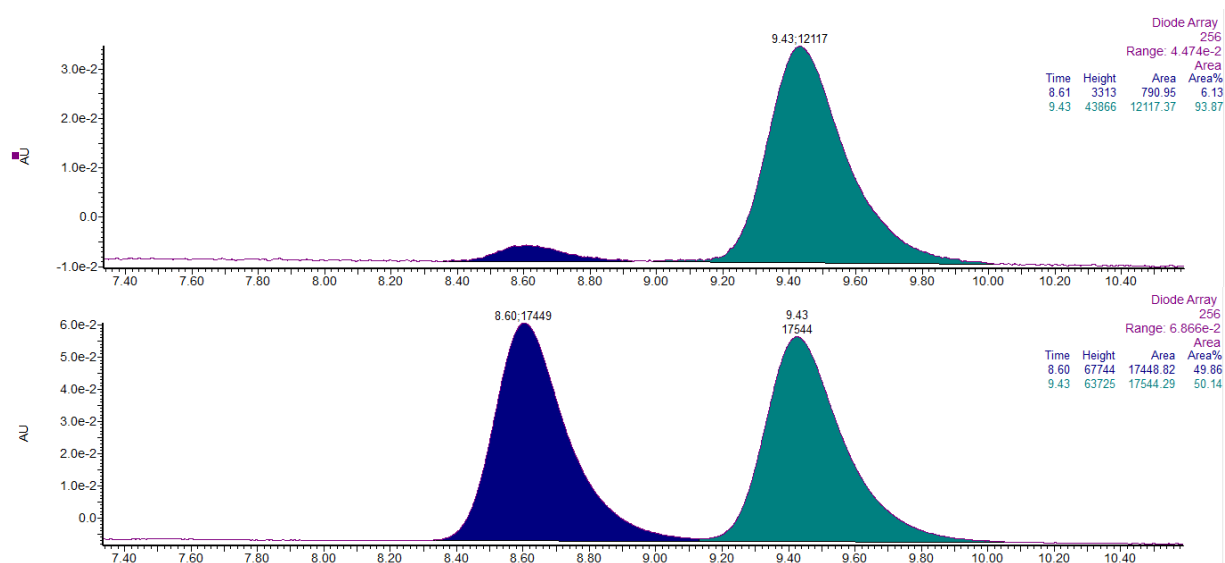 Diode Array
256
Range: 4.474e-2
Area
Time Height Area Area%
8.61 3313 790.95 6.13
9.43 43866 12117.37 93.87
9.43;12117
3.0e-2
2.0e-2
1.0e-2
0.0
-1.0e-2
AU
7.40 7.60 7.80 8.00 8.20 8.40 8.60 8.80 9.00 9.20 9.40 9.60 9.80 10.00 10.20 10.40
Diode Array
256
Range: 6.866e-2
Area
Time Height Area Area%
8.60 67744 17448.82 49.86
9.43 63725 17544.29 50.14
8.60;17449
9.43
17544
6.0e-2
5.0e-2
4.0e-2
3.0e-2
2.0e-2
1.0e-2
0.0
AU
7.40 7.60 7.80 8.00 8.20 8.40 8.60 8.80 9.00 9.20 9.40 9.60 9.80 10.00 10.20 10.40